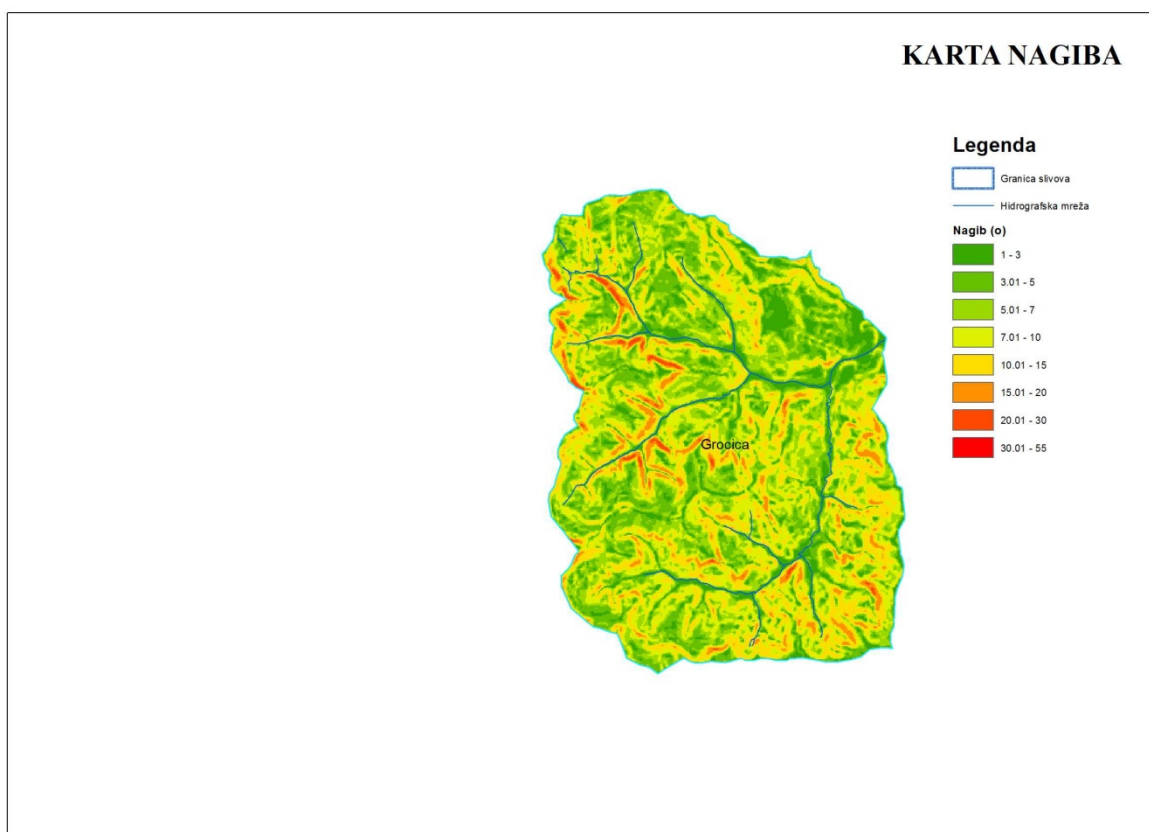 KARTA NAGIBA
Legenda
Granica slivova
Hidrografska mreža
Nagib (o)
1 - 3
3.01 - 5
5.01 - 7
7.01 - 10
10.01 - 15
15.01 - 20
20.01 - 30
30.01 - 55
Grocica